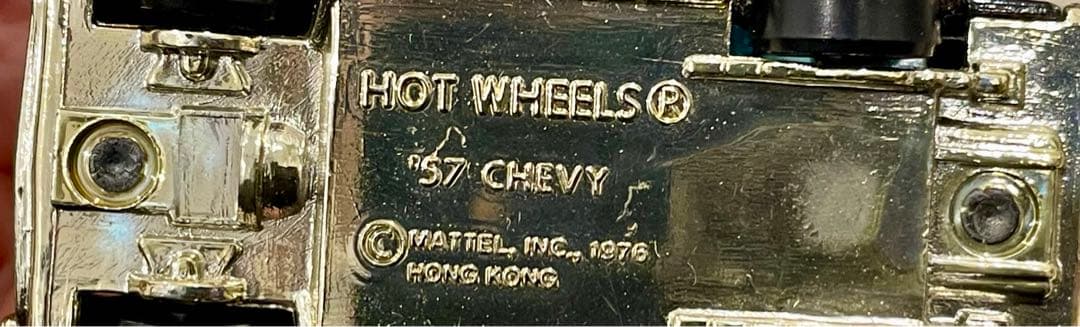 HOT WHEELS®
'57 CHEVY
© MATTEL, INC., 1976
HONG KONG